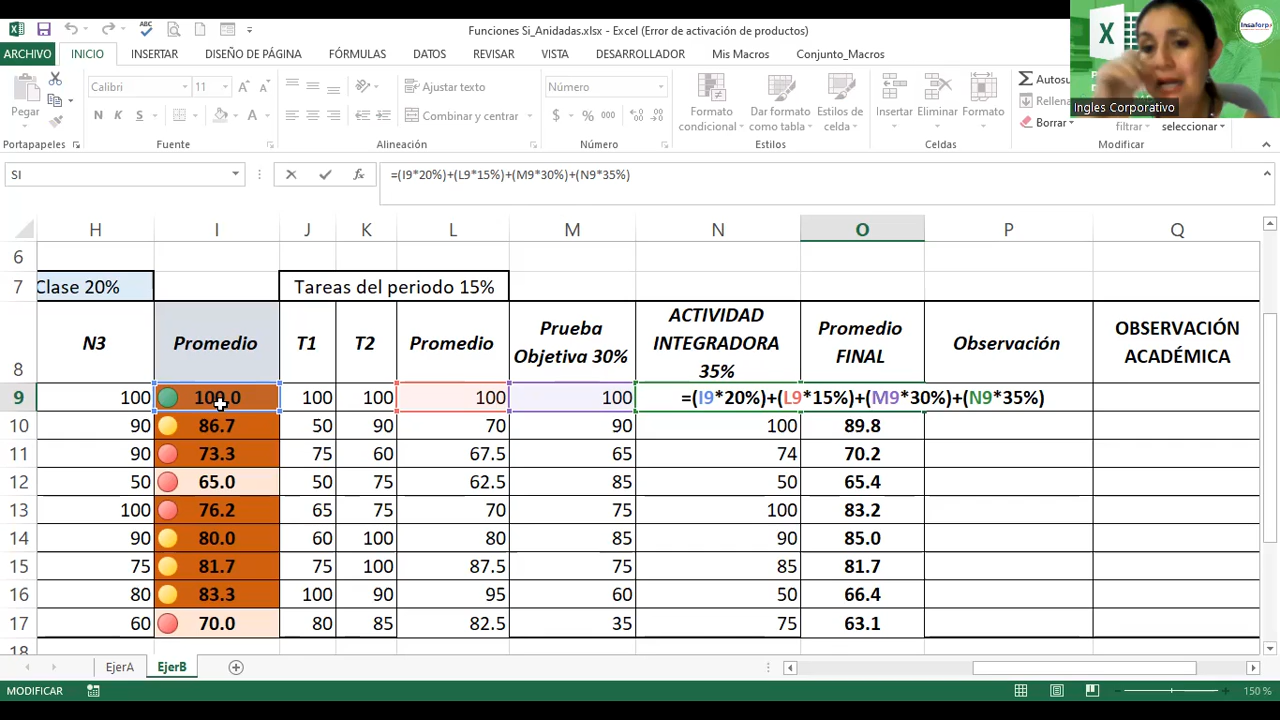 Funciones Si_Anidadas.xlsx - Excel (Error de activación de productos)
ARCHIVO INICIO INSERTAR DISEÑO DE PÁGINA FÓRMULAS DATOS REVISAR VISTA DESARROLLADOR Mis Macros Conjunto_Macros
Insaforp
Ingles Corporativo
Pegar
Calibri 11
N K S
Ajustar texto
Combinar y centrar
Número
$ % 000
Formato condicional
Dar formato como tabla
Estilos de celda
Insertar
Eliminar
Formato
Autosu
Rellena
Borrar
filtrar
seleccionar
Portapapeles Fuente Alineación Número Estilos Celdas Modificar
SI
=(I9*20%)+(L9*15%)+(M9*30%)+(N9*35%)
H I J K L M N O P Q
6
7 Clase 20% Tareas del periodo 15%
8 N3 Promedio T1 T2 Promedio Prueba Objetiva 30% ACTIVIDAD INTEGRADORA 35% Promedio FINAL Observación OBSERVACIÓN ACADÉMICA
9 100 100.0 100 100 100 100 =(I9*20%)+(L9*15%)+(M9*30%)+(N9*35%)
10 90 86.7 50 90 70 90 100 89.8
11 90 73.3 75 60 67.5 65 74 70.2
12 50 65.0 50 75 62.5 85 50 65.4
13 100 76.2 65 75 70 75 100 83.2
14 90 80.0 60 100 80 85 90 85.0
15 75 81.7 75 100 87.5 75 85 81.7
16 80 83.3 100 90 95 60 50 66.4
17 60 70.0 80 85 82.5 35 75 63.1
18
EjerA EjerB
MODIFICAR
150 %